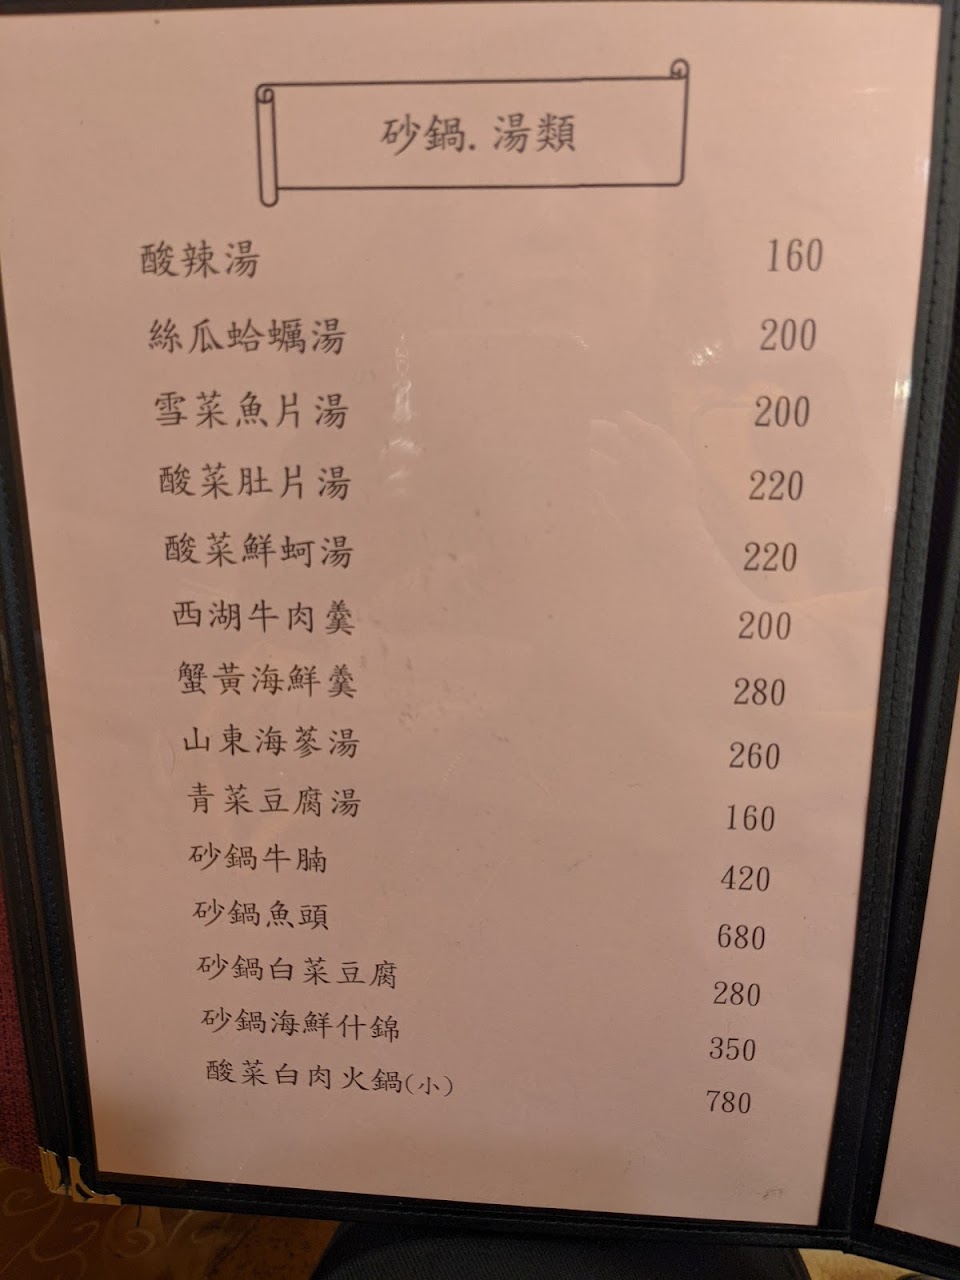 砂鍋.湯類
酸辣湯 160
絲瓜蛤蠣湯 200
雪菜魚片湯 200
酸菜肚片湯 220
酸菜鮮蚵湯 220
西湖牛肉羹 200
蟹黃海鮮羹 280
山東海蔘湯 260
青菜豆腐湯 160
砂鍋牛腩 420
砂鍋魚頭 680
砂鍋白菜豆腐 280
砂鍋海鮮什錦 350
酸菜白肉火鍋(小) 780